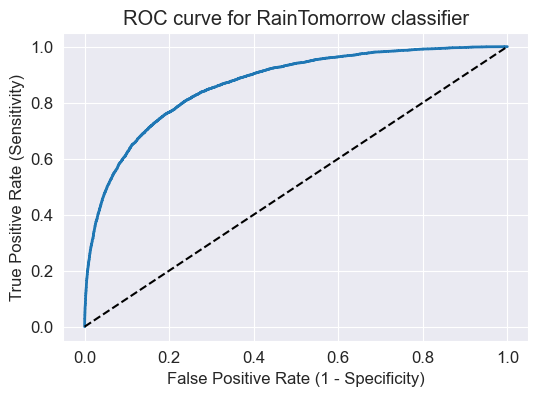 ROC curve for RainTomorrow classifier
True Positive Rate (Sensitivity)
1.0
0.8
0.6
0.4
0.2
0.0
0.0 0.2 0.4 0.6 0.8 1.0
False Positive Rate (1 - Specificity)